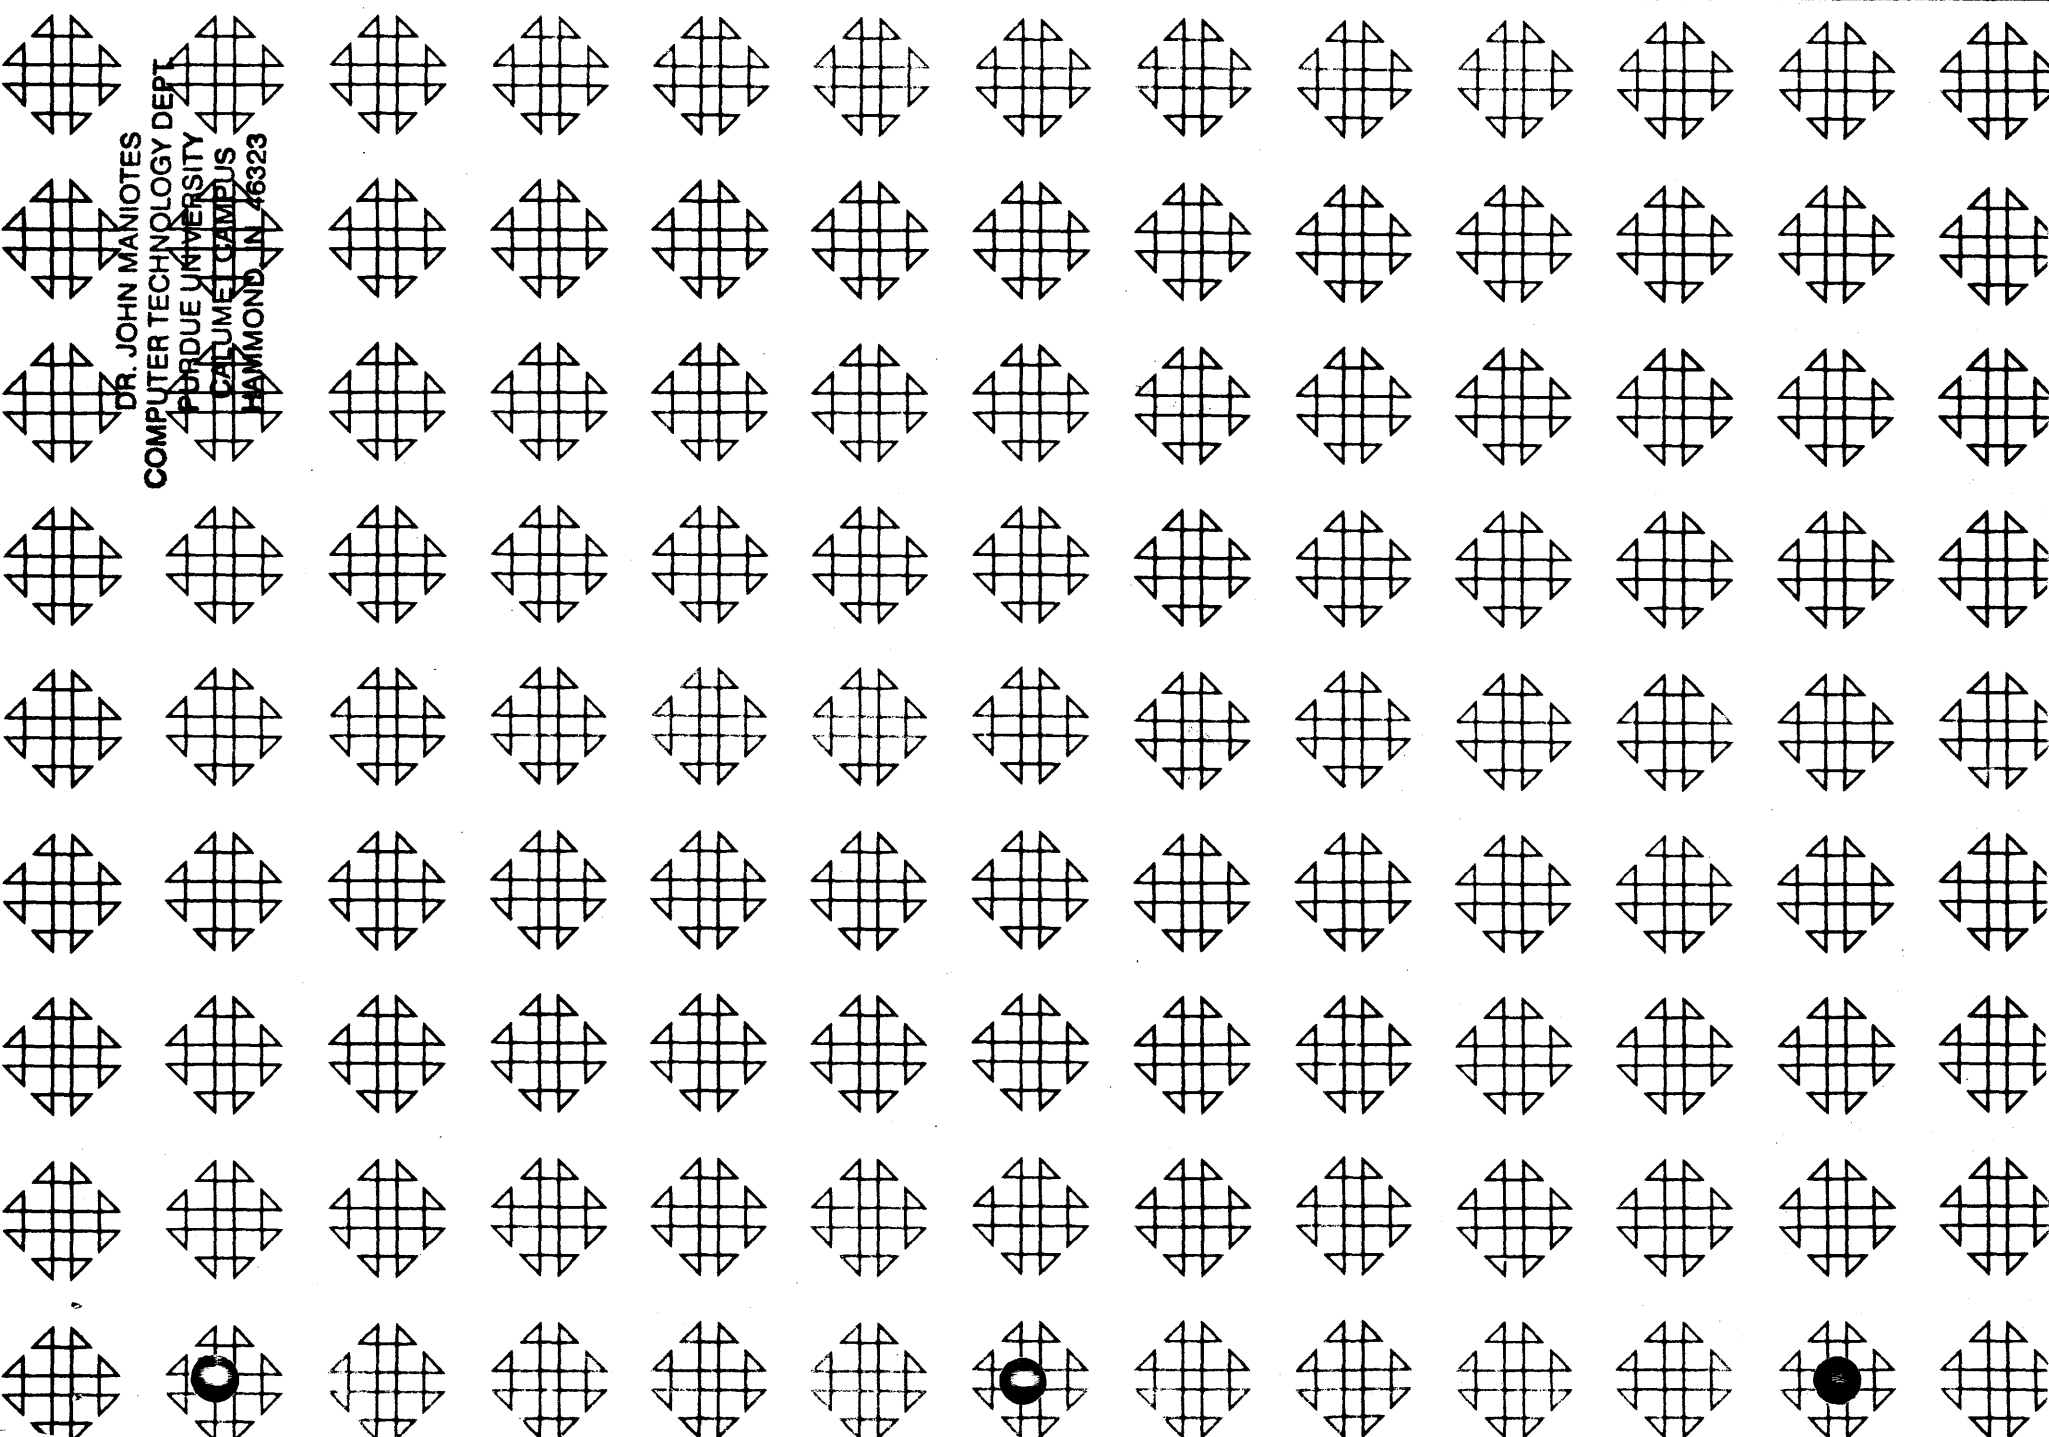 DR. JOHN MANIOTES
COMPUTER TECHNOLOGY DEPT.
PURDUE UNIVERSITY
CALUMET CAMPUS
HAMMOND, IN 46323